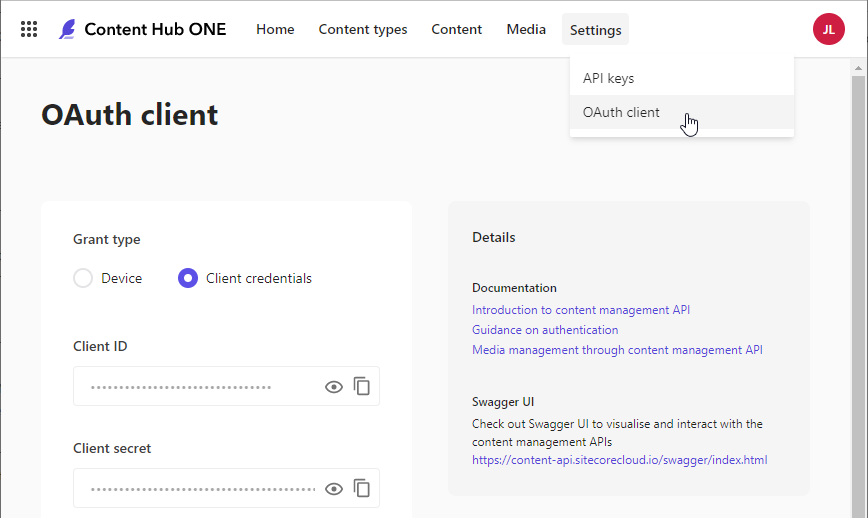 Content Hub ONE Home Content types Content Media Settings JL
API keys
OAuth client
OAuth client
Grant type
Device Client credentials
Client ID
••••••••••••••••••••••••••••
Client secret
•••••••••••••••••••••••••••••••••••
Details
Documentation
Introduction to content management API
Guidance on authentication
Media management through content management API
Swagger UI
Check out Swagger UI to visualise and interact with the
content management APIs
https://content-api.sitecorecloud.io/swagger/index.html